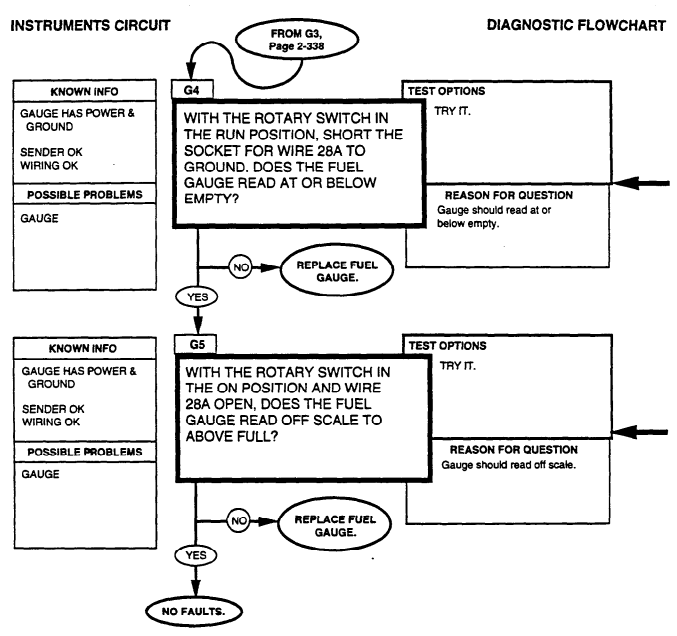 INSTRUMENTS CIRCUIT
DIAGNOSTIC FLOWCHART
FROM G3,
Page 2-338
KNOWN INFO
GAUGE HAS POWER &
GROUND
SENDER OK
WIRING OK
POSSIBLE PROBLEMS
GAUGE
G4
WITH THE ROTARY SWITCH IN
THE RUN POSITION, SHORT THE
SOCKET FOR WIRE 28A TO
GROUND. DOES THE FUEL
GAUGE READ AT OR BELOW
EMPTY?
TEST OPTIONS
TRY IT.
REASON FOR QUESTION
Gauge should read at or
below empty.
NO
REPLACE FUEL
GAUGE.
YES
KNOWN INFO
GAUGE HAS POWER &
GROUND
SENDER OK
WIRING OK
POSSIBLE PROBLEMS
GAUGE
G5
WITH THE ROTARY SWITCH IN
THE ON POSITION AND WIRE
28A OPEN, DOES THE FUEL
GAUGE READ OFF SCALE TO
ABOVE FULL?
TEST OPTIONS
TRY IT.
REASON FOR QUESTION
Gauge should read off scale.
NO
REPLACE FUEL
GAUGE.
YES
NO FAULTS.